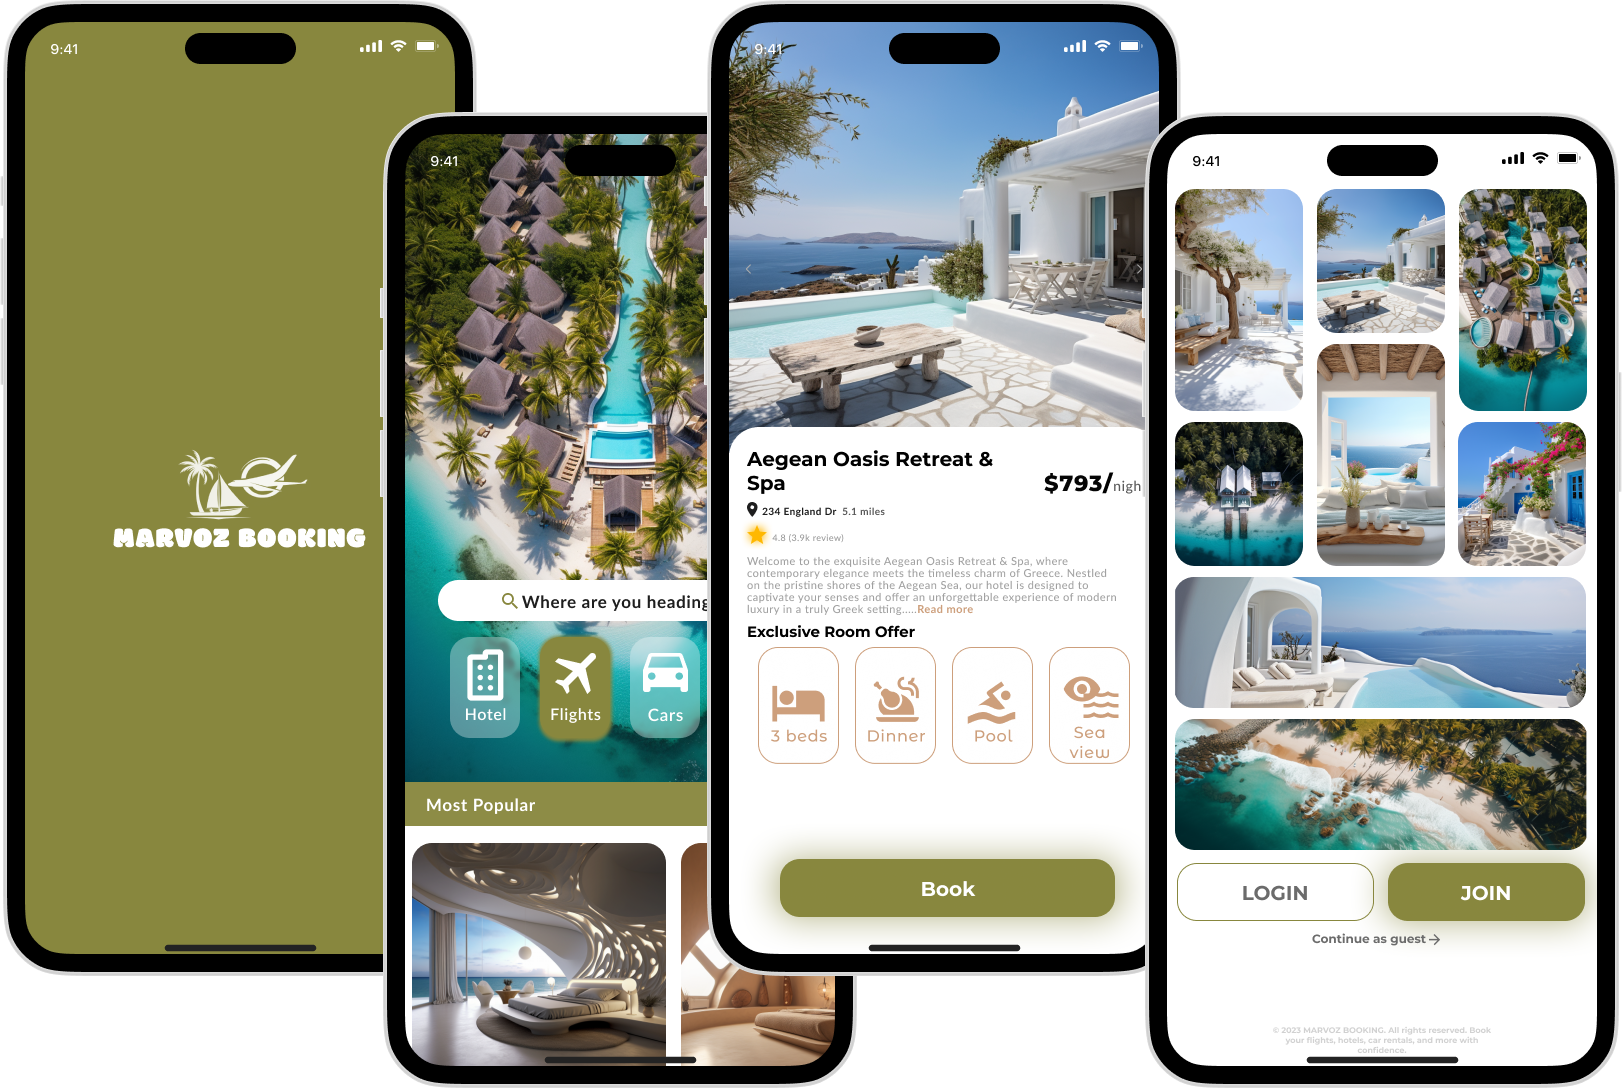 9:41
MARVOZ BOOKING
9:41
Where are you heading
Hotel
Flights
Cars
Most Popular
9:41
Aegean Oasis Retreat &
Spa
$793/nigh
234 England Dr 5.1 miles
4.8 (3.9k review)
Welcome to the exquisite Aegean Oasis Retreat & Spa, where
contemporary elegance meets the timeless charm of Greece. Nestled
on the pristine shores of the Aegean Sea, our hotel is designed to
captivate your senses and offer an unforgettable experience of modern
luxury in a truly Greek setting.....Read more
Exclusive Room Offer
3 beds
Dinner
Pool
Sea
view
Book
9:41
LOGIN
JOIN
Continue as guest
© 2023 MARVOZ BOOKING. All rights reserved. Book
your flights, hotels, car rentals, and more with
confidence.